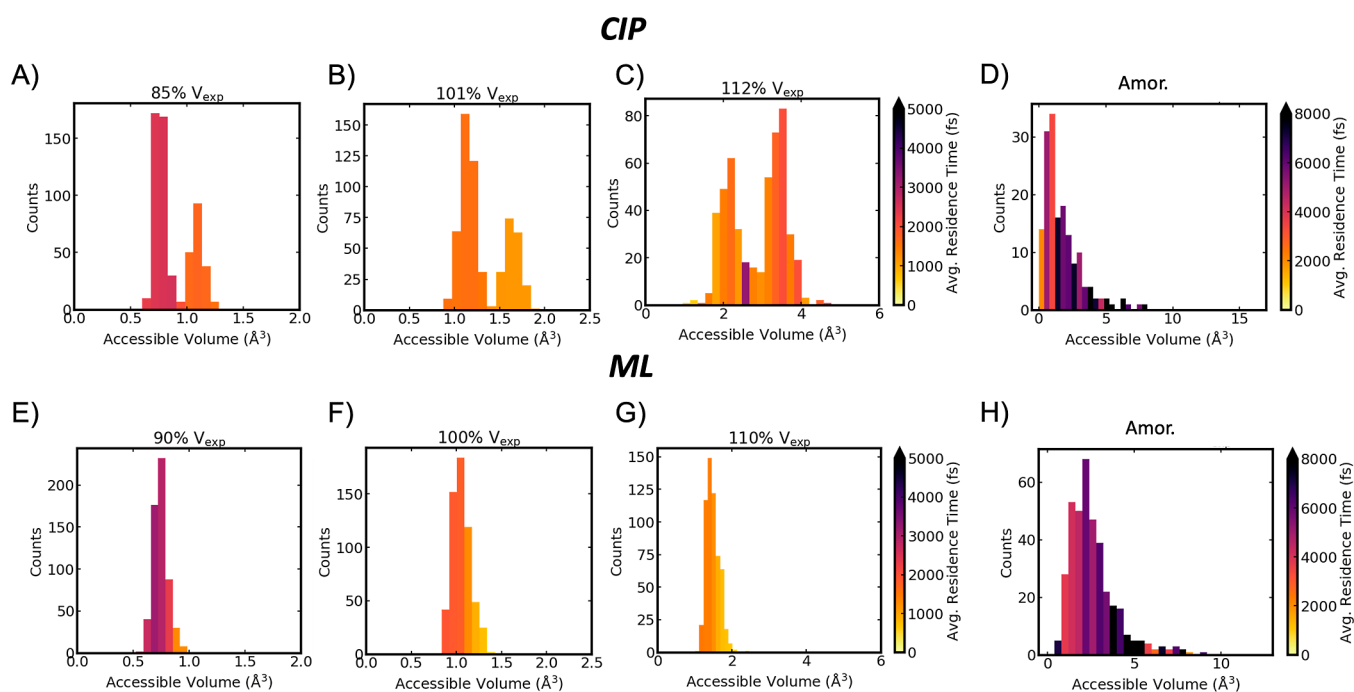 CIP
A)
85% Vexp
Counts
150
100
50
0
0.0 0.5 1.0 1.5 2.0
Accessible Volume (Å³)
B)
101% Vexp
Counts
150
125
100
75
50
25
0
0.0 0.5 1.0 1.5 2.0 2.5
Accessible Volume (Å³)
C)
112% Vexp
Counts
80
60
40
20
0
0 2 4 6
Accessible Volume (Å³)
5000
4000
3000
2000
1000
0
Avg. Residence Time (fs)
D)
Amor.
Counts
30
20
10
0
0 5 10 15
Accessible Volume (Å³)
8000
6000
4000
2000
0
Avg. Residence Time (fs)
ML
E)
90% Vexp
Counts
200
150
100
50
0
0.0 0.5 1.0 1.5 2.0
Accessible Volume (Å³)
F)
100% Vexp
Counts
150
100
50
0
0.0 0.5 1.0 1.5 2.0 2.5
Accessible Volume (Å³)
G)
110% Vexp
Counts
150
125
100
75
50
25
0
0 2 4 6
Accessible Volume (Å³)
5000
4000
3000
2000
1000
0
Avg. Residence Time (fs)
H)
Amor.
Counts
60
40
20
0
0 5 10
Accessible Volume (Å³)
8000
6000
4000
2000
0
Avg. Residence Time (fs)